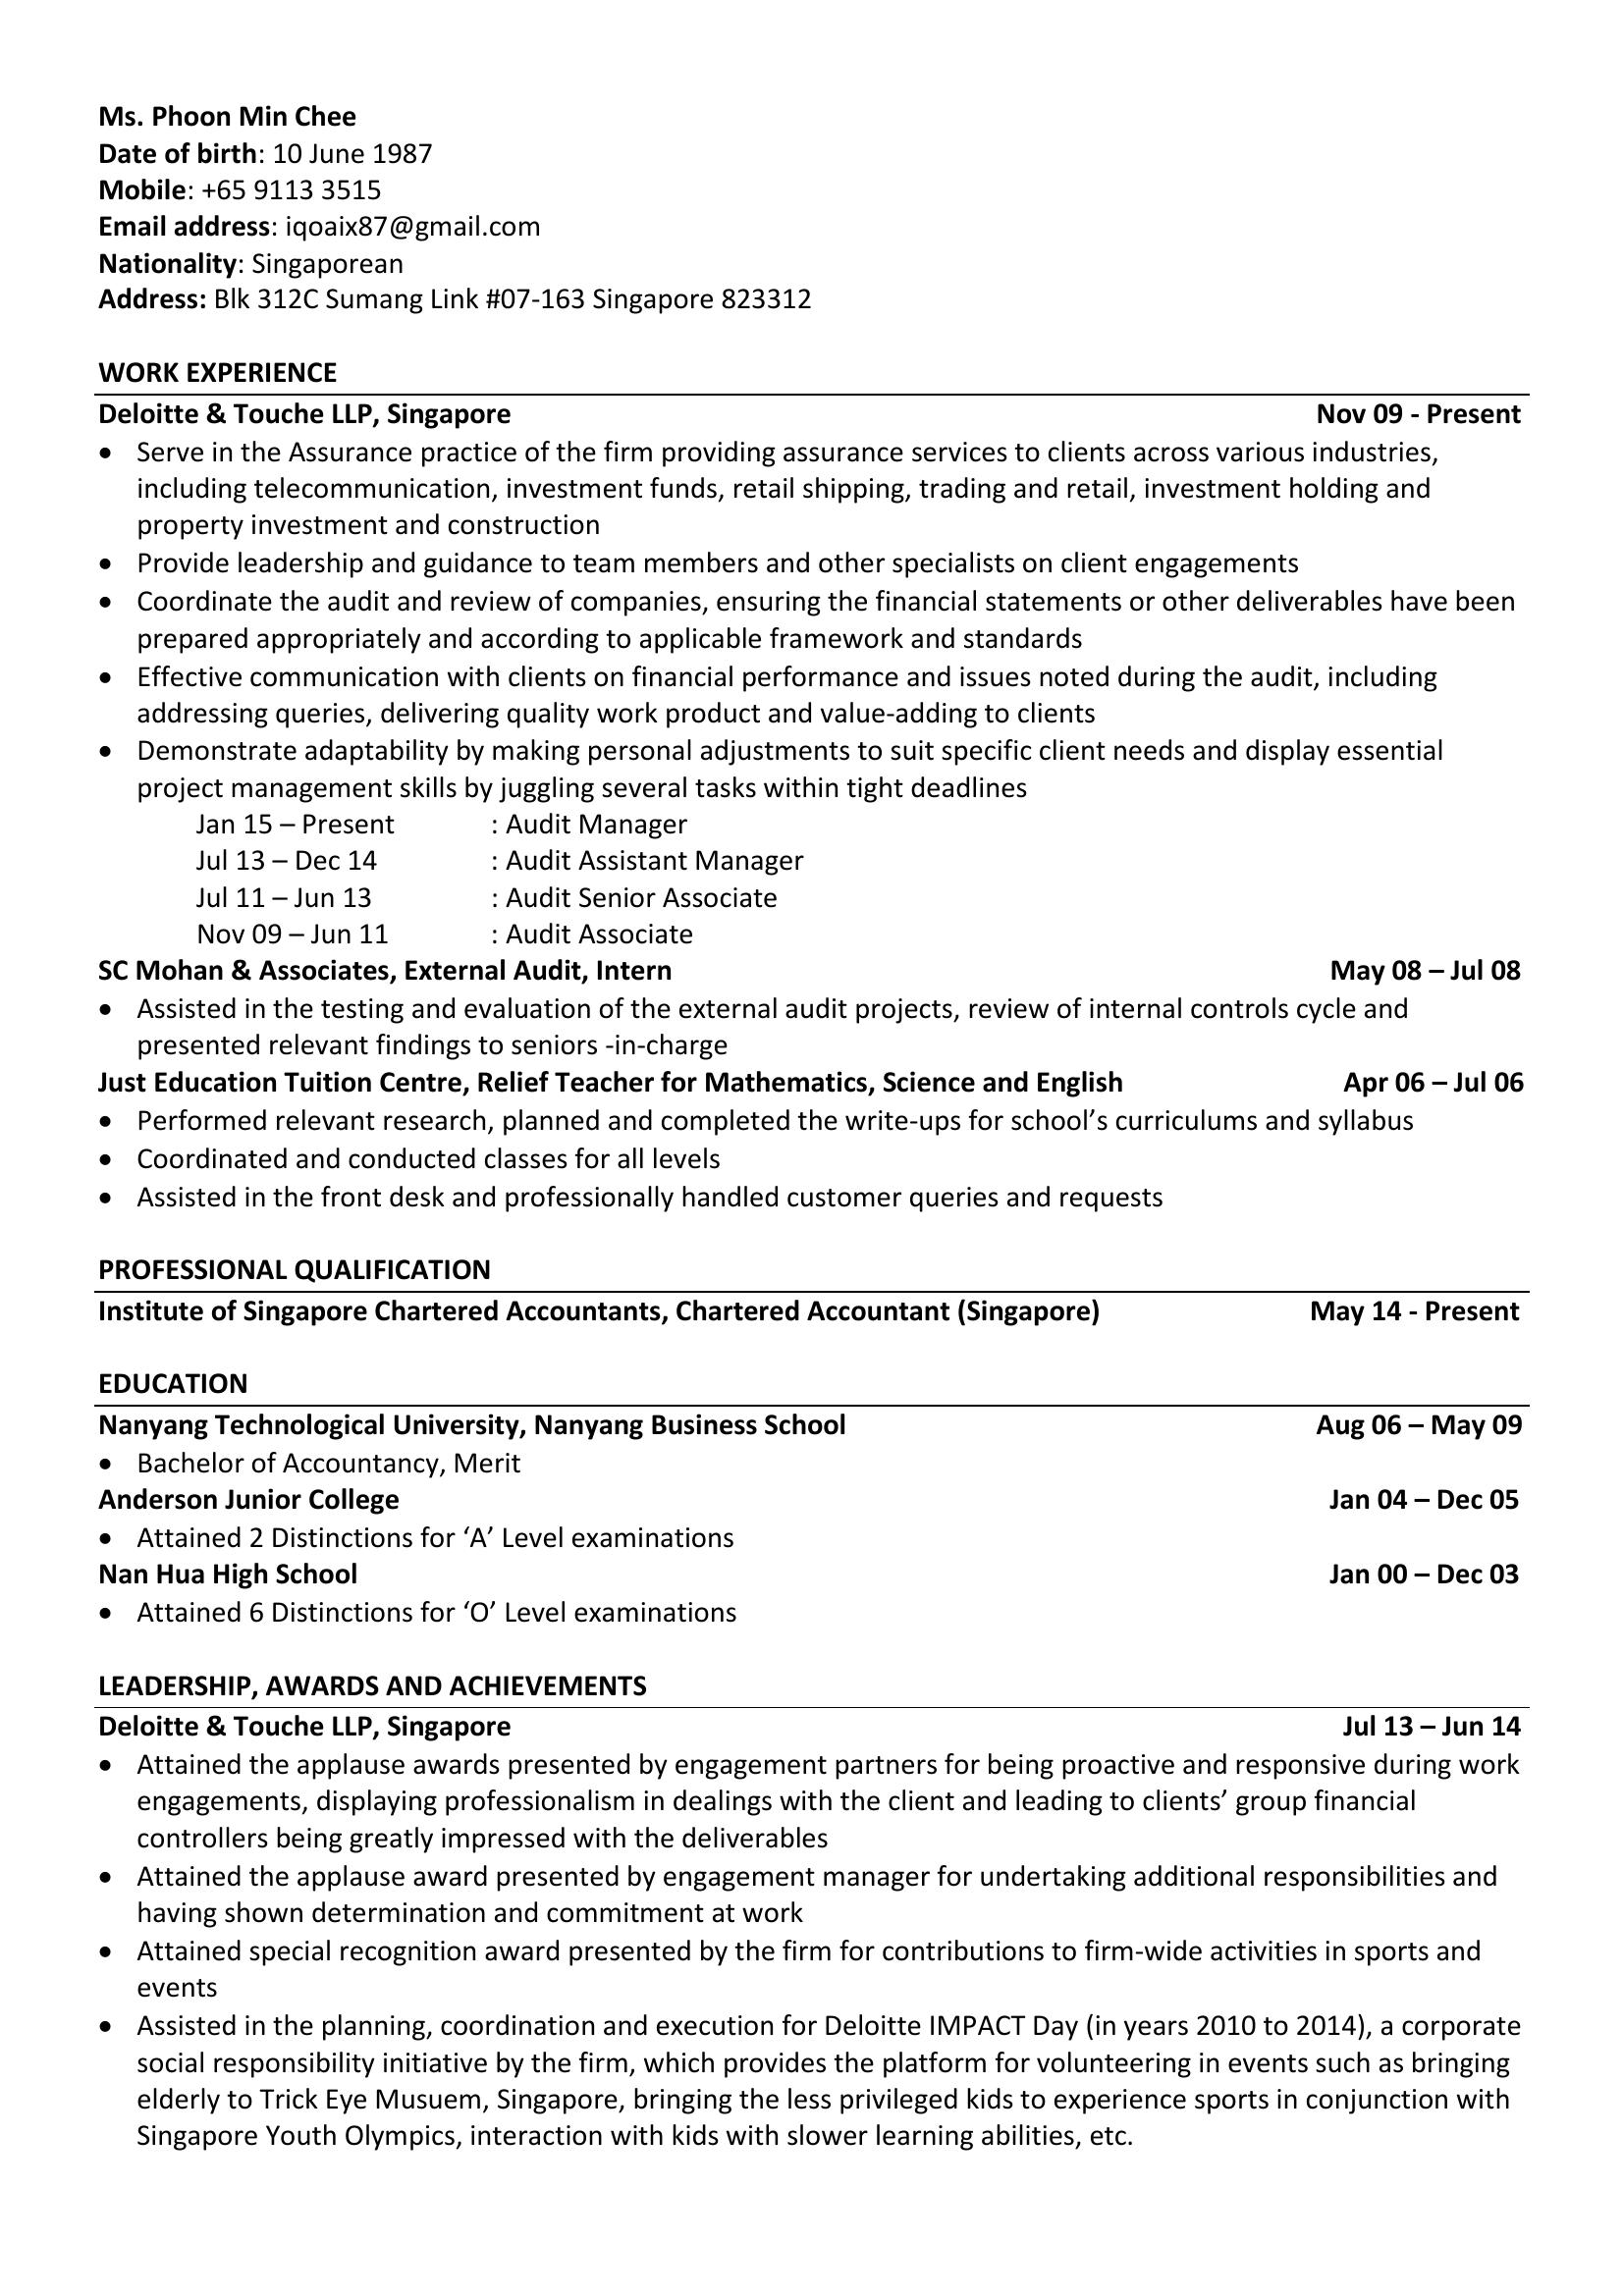 Ms. Phoon Min Chee
Date of birth: 10 June 1987
Mobile: +65 9113 3515
Email address: iqoaix87@gmail.com
Nationality: Singaporean
Address: Blk 312C Sumang Link #07-163 Singapore 823312
WORK EXPERIENCE
Deloitte & Touche LLP, Singapore Nov 09 - Present
• Serve in the Assurance practice of the firm providing assurance services to clients across various industries,
including telecommunication, investment funds, retail shipping, trading and retail, investment holding and
property investment and construction
• Provide leadership and guidance to team members and other specialists on client engagements
• Coordinate the audit and review of companies, ensuring the financial statements or other deliverables have been
prepared appropriately and according to applicable framework and standards
• Effective communication with clients on financial performance and issues noted during the audit, including
addressing queries, delivering quality work product and value-adding to clients
• Demonstrate adaptability by making personal adjustments to suit specific client needs and display essential
project management skills by juggling several tasks within tight deadlines
Jan 15 – Present : Audit Manager
Jul 13 – Dec 14 : Audit Assistant Manager
Jul 11 – Jun 13 : Audit Senior Associate
Nov 09 – Jun 11 : Audit Associate
SC Mohan & Associates, External Audit, Intern May 08 – Jul 08
• Assisted in the testing and evaluation of the external audit projects, review of internal controls cycle and
presented relevant findings to seniors -in-charge
Just Education Tuition Centre, Relief Teacher for Mathematics, Science and English Apr 06 – Jul 06
• Performed relevant research, planned and completed the write-ups for school’s curriculums and syllabus
• Coordinated and conducted classes for all levels
• Assisted in the front desk and professionally handled customer queries and requests
PROFESSIONAL QUALIFICATION
Institute of Singapore Chartered Accountants, Chartered Accountant (Singapore) May 14 - Present
EDUCATION
Nanyang Technological University, Nanyang Business School Aug 06 – May 09
• Bachelor of Accountancy, Merit
Anderson Junior College Jan 04 – Dec 05
• Attained 2 Distinctions for ‘A’ Level examinations
Nan Hua High School Jan 00 – Dec 03
• Attained 6 Distinctions for ‘O’ Level examinations
LEADERSHIP, AWARDS AND ACHIEVEMENTS
Deloitte & Touche LLP, Singapore Jul 13 – Jun 14
• Attained the applause awards presented by engagement partners for being proactive and responsive during work
engagements, displaying professionalism in dealings with the client and leading to clients’ group financial
controllers being greatly impressed with the deliverables
• Attained the applause award presented by engagement manager for undertaking additional responsibilities and
having shown determination and commitment at work
• Attained special recognition award presented by the firm for contributions to firm-wide activities in sports and
events
• Assisted in the planning, coordination and execution for Deloitte IMPACT Day (in years 2010 to 2014), a corporate
social responsibility initiative by the firm, which provides the platform for volunteering in events such as bringing
elderly to Trick Eye Musuem, Singapore, bringing the less privileged kids to experience sports in conjunction with
Singapore Youth Olympics, interaction with kids with slower learning abilities, etc.